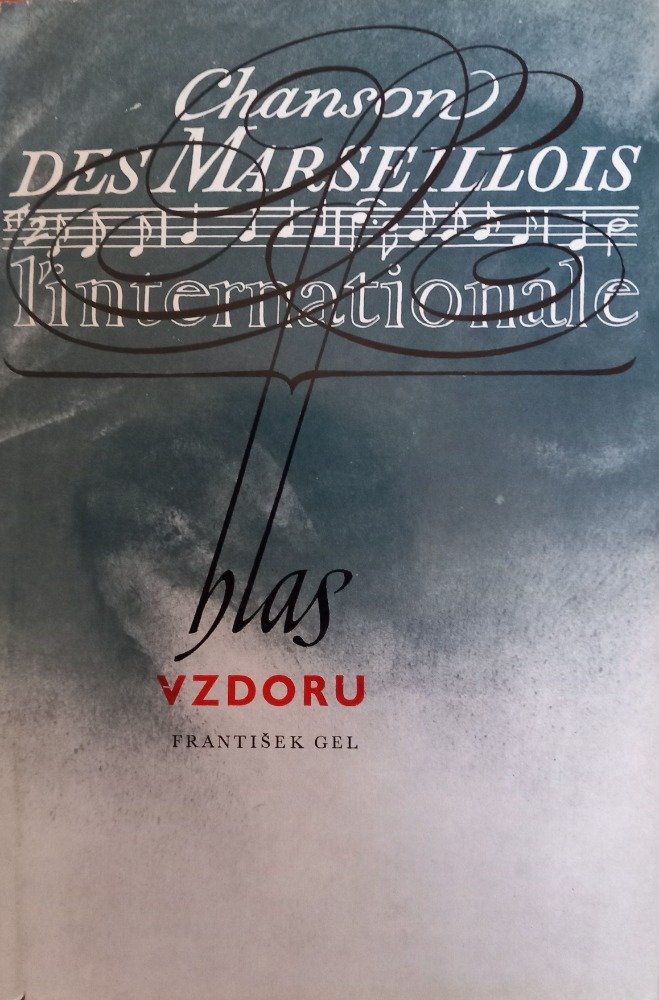 Chanson
DES MARSEILLOIS
l'internationale
hlas
VZDORU
FRANTIŠEK GEL